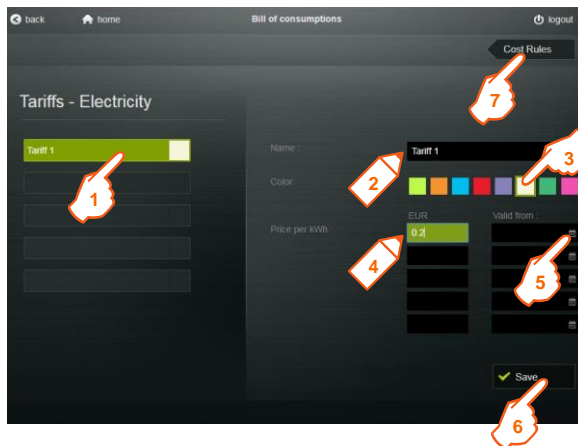 back
home
Bill of consumptions
logout
Cost Rules
7
Tariffs - Electricity
Tariff 1
1
Name :
Tariff 1
2
3
Color:
EUR
Valid from :
Price per kWh :
0.2
4
5
Save
6